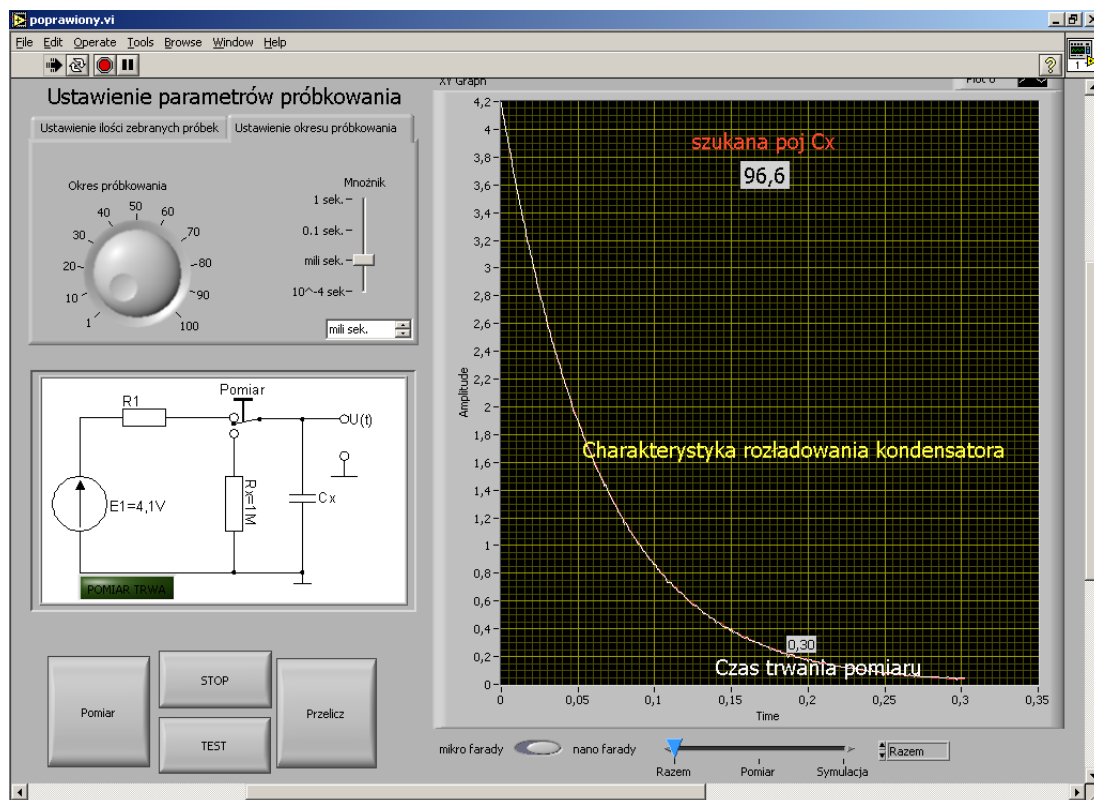 poprawiony.vi
File Edit Operate Tools Browse Window Help
1
Ustawienie parametrów próbkowania
Ustawienie ilości zebranych próbek
Ustawienie okresu próbkowania
Okres próbkowania
1 10 20 30 40 50 60 70 80 90 100
Mnożnik
1 sek.
0.1 sek.
mili sek.
10^-4 sek
mili sek.
Pomiar
R1
U(t)
E1=4,1V
Rx=1M
Cx
POMIAR TRWA
Pomiar
STOP
TEST
Przelicz
XY Graph
Plot 0
szukana poj Cx
96,6
Charakterystyka rozładowania kondensatora
0,30
Czas trwania pomiaru
Amplitude
4,2
4
3,8
3,6
3,4
3,2
3
2,8
2,6
2,4
2,2
2
1,8
1,6
1,4
1,2
1
0,8
0,6
0,4
0,2
0
0 0,05 0,1 0,15 0,2 0,25 0,3 0,35
Time
mikro farady
nano farady
Razem Pomiar Symulacja
Razem